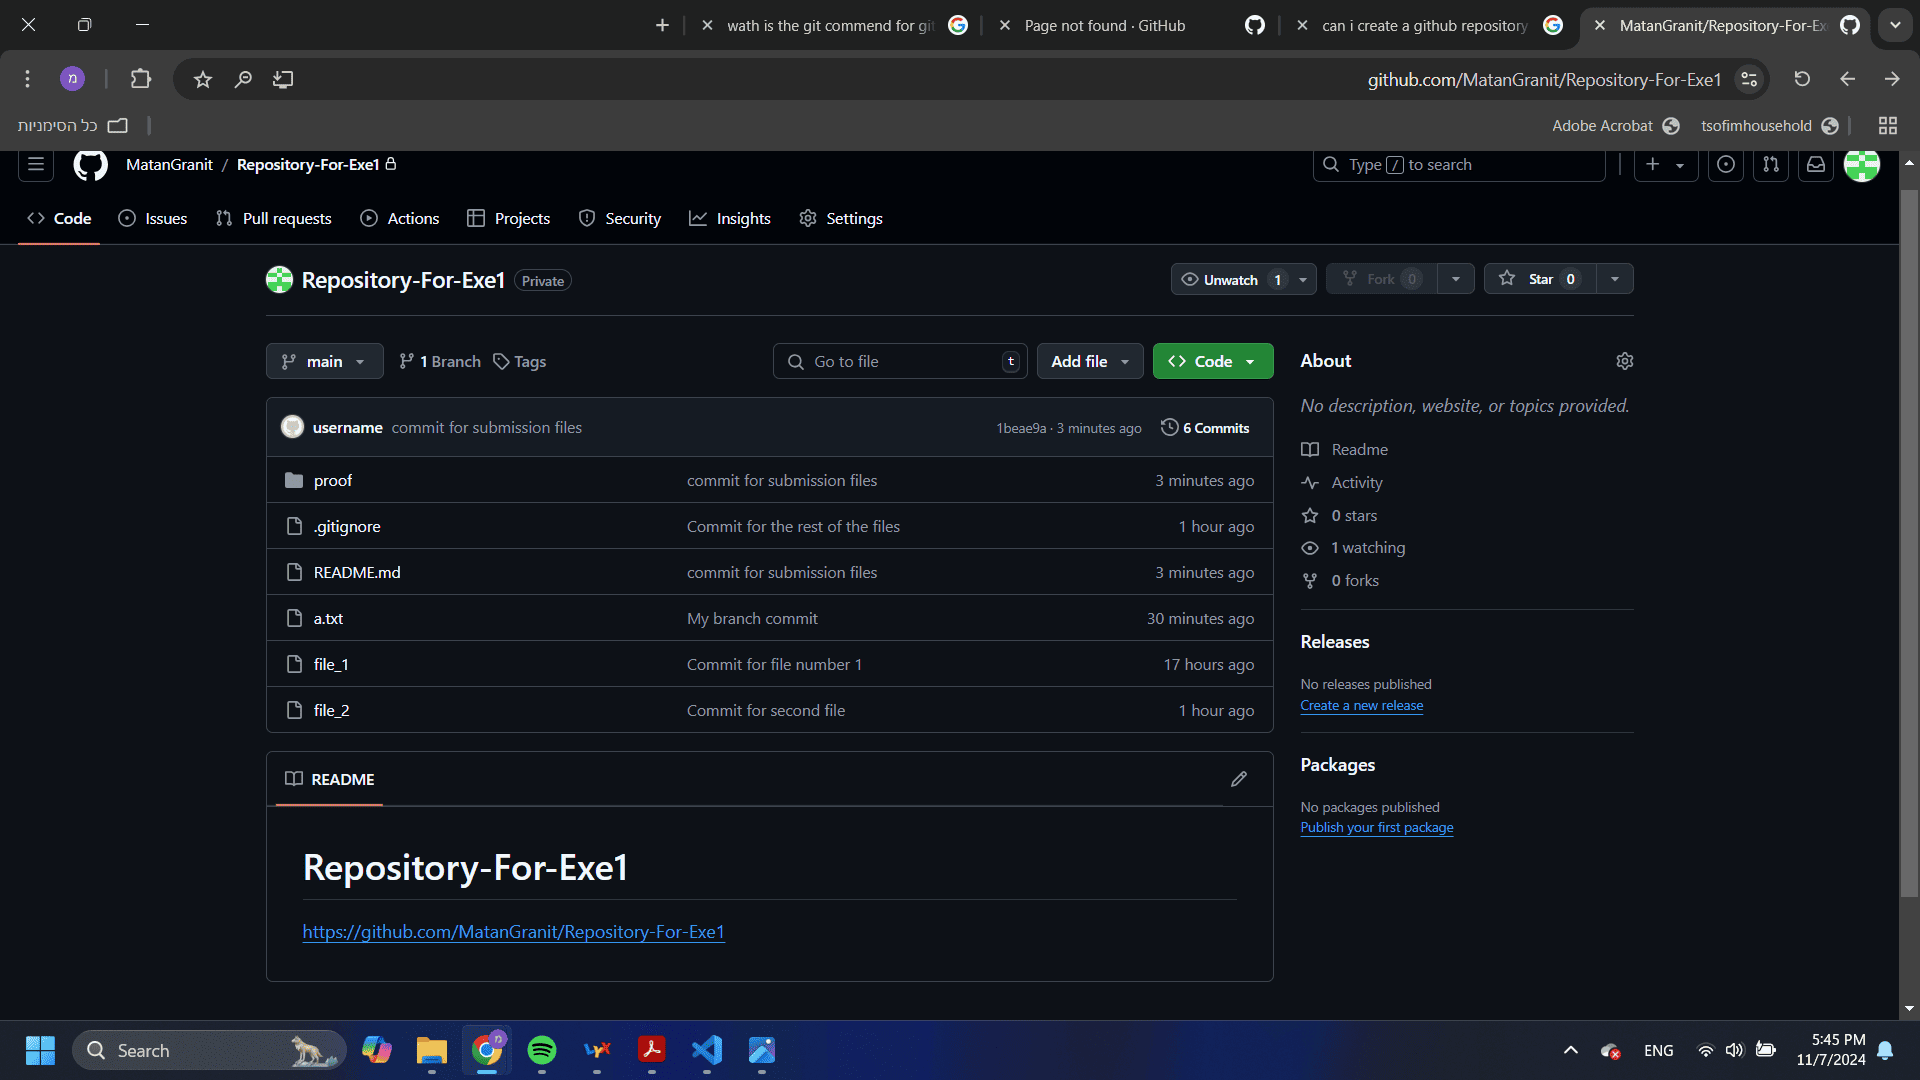 wath is the git commend for gi
Page not found · GitHub
can i create a github repository
MatanGranit/Repository-For-Ex
מ
github.com/MatanGranit/Repository-For-Exe1
כל הסימניות
Adobe Acrobat
tsofimhousehold
MatanGranit / Repository-For-Exe1
Type / to search
Code
Issues
Pull requests
Actions
Projects
Security
Insights
Settings
Repository-For-Exe1 Private
Unwatch 1
Fork 0
Star 0
main
1 Branch
Tags
Go to file t
Add file
Code
About
No description, website, or topics provided.
username commit for submission files 1beae9a · 3 minutes ago 6 Commits
proof commit for submission files 3 minutes ago
.gitignore Commit for the rest of the files 1 hour ago
README.md commit for submission files 3 minutes ago
a.txt My branch commit 30 minutes ago
file_1 Commit for file number 1 17 hours ago
file_2 Commit for second file 1 hour ago
Readme
Activity
0 stars
1 watching
0 forks
Releases
No releases published
Create a new release
Packages
No packages published
Publish your first package
README
Repository-For-Exe1
https://github.com/MatanGranit/Repository-For-Exe1
Search
מ
ENG
5:45 PM
11/7/2024